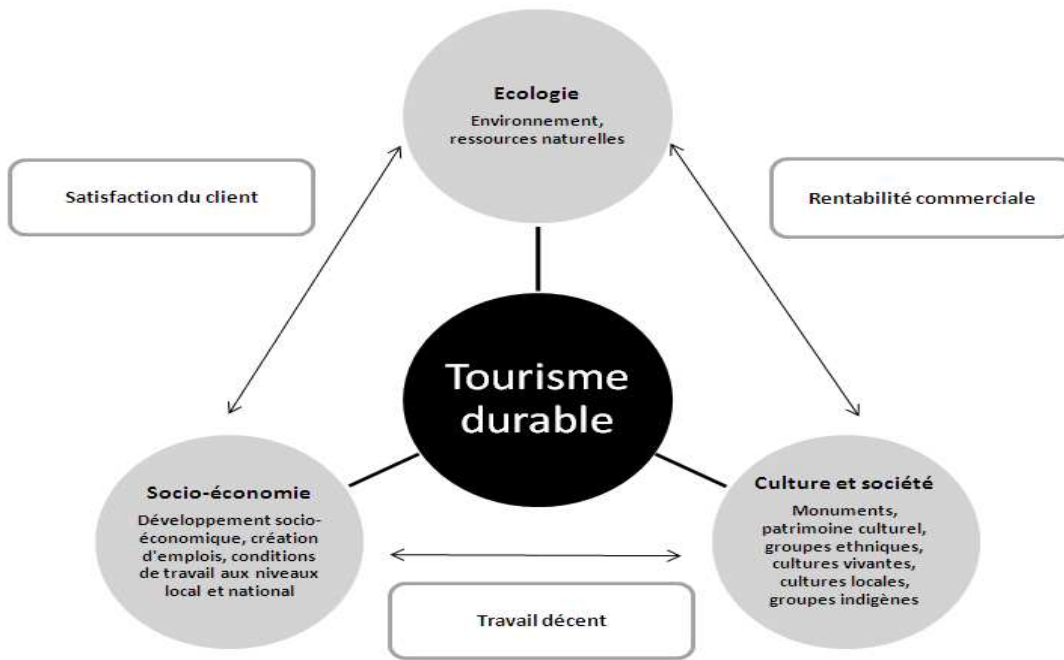 Ecologie
Environnement,
ressources naturelles
Satisfaction du client
Rentabilité commerciale
Tourisme
durable
Socio-économie
Développement socio-
économique, création
d'emplois, conditions
de travail aux niveaux
local et national
Culture et société
Monuments,
patrimoine culturel,
groupes ethniques,
cultures vivantes,
cultures locales,
groupes indigènes
Travail décent